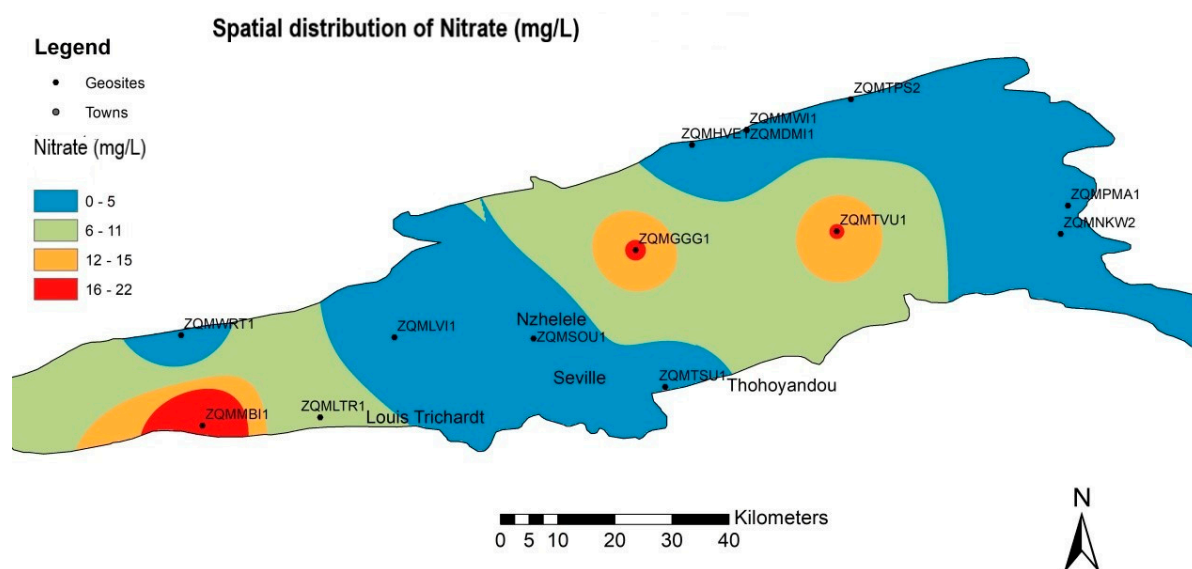 Spatial distribution of Nitrate (mg/L)
Legend
Geosites
Towns
Nitrate (mg/L)
0 - 5
6 - 11
12 - 15
16 - 22
ZQMTPS2
ZQMMWI1
ZQMHVE1ZQMDMI1
ZQMPMA1
ZQMTVU1
ZQMNKW2
ZQMGGG1
Nzhelele
ZQMWRT1
ZQMLVI1
ZQMSOU1
Seville
ZQMTSU1
Thohoyandou
ZQMMBI1
ZQMLTR1
Louis Trichardt
N
Kilometers
0 5 10 20 30 40